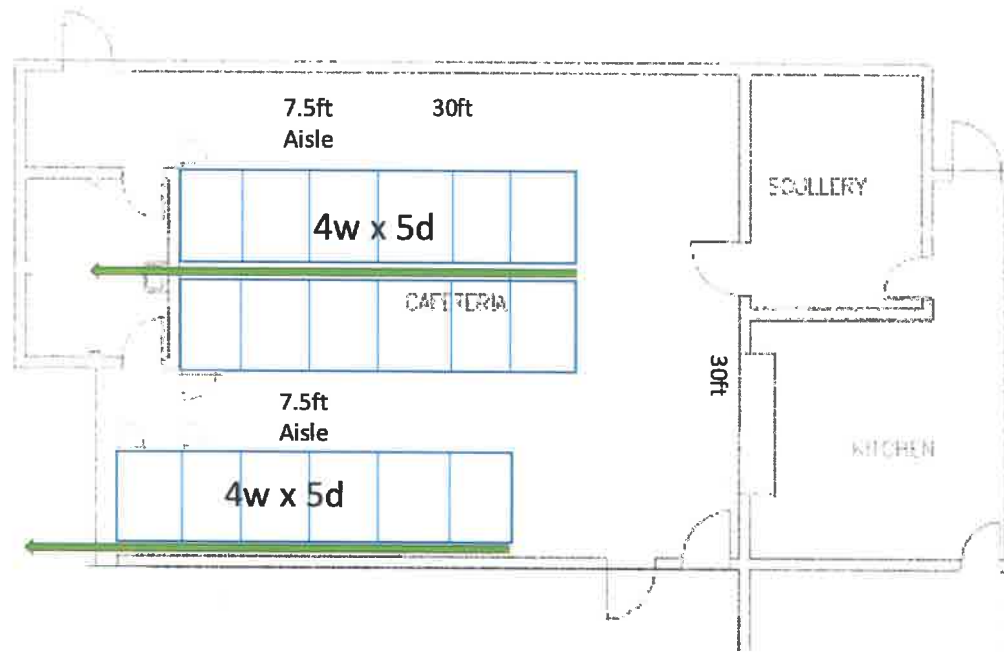 7.5ft
Aisle
30ft
4w x 5d
SCULLERY
CAFETERIA
30ft
7.5ft
Aisle
4w x 5d
KITCHEN